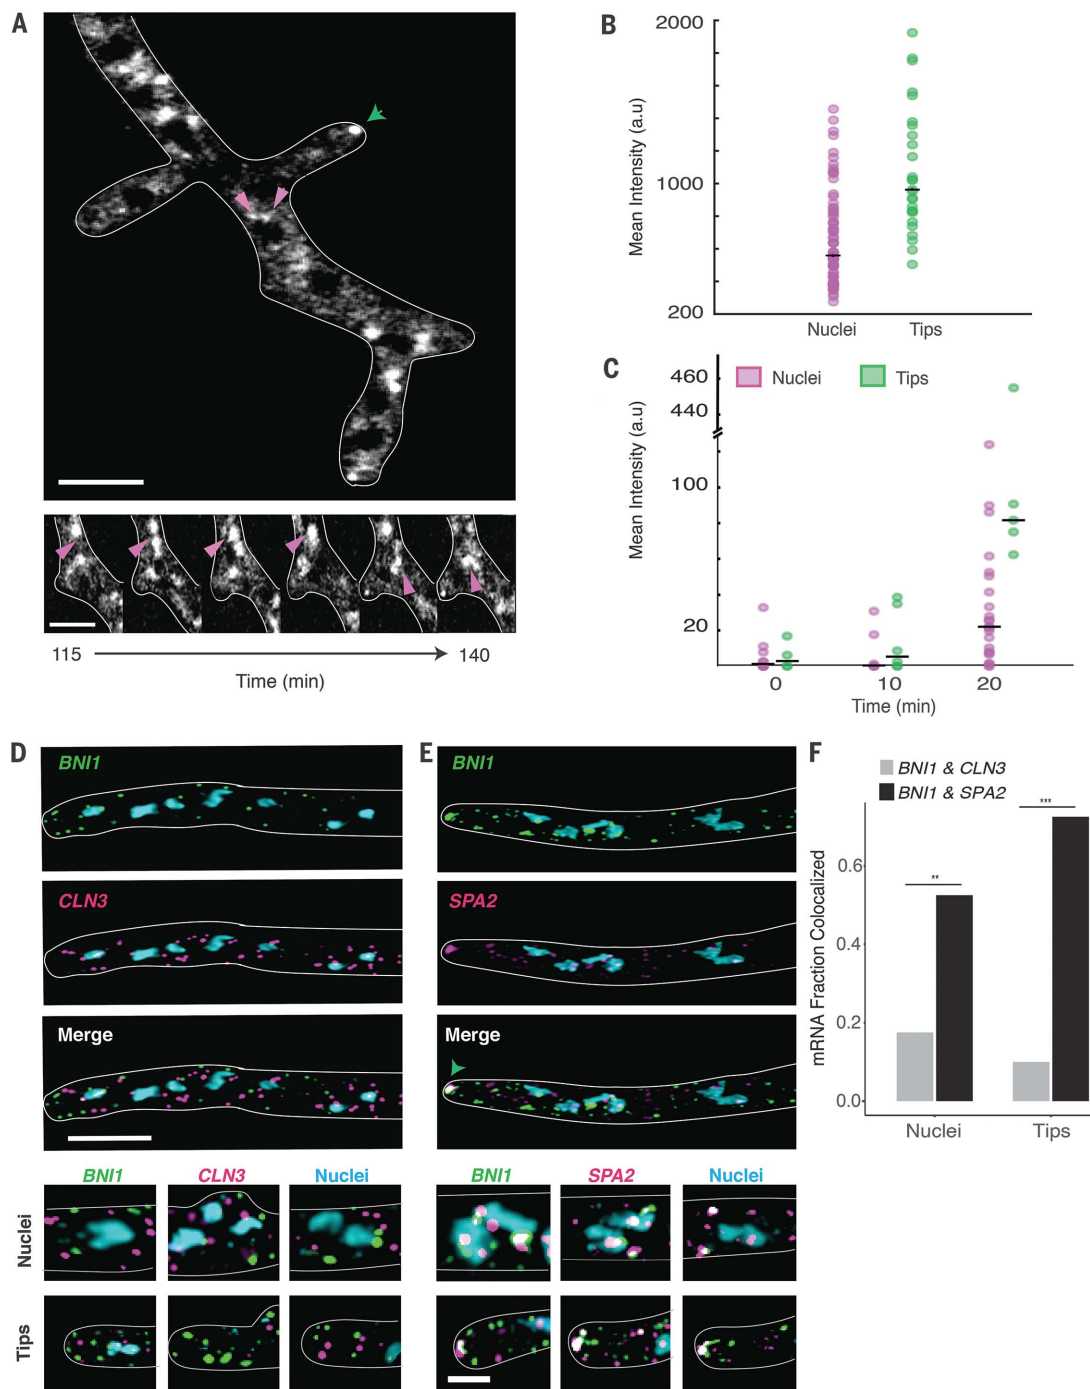 A
115
140
Time (min)
B
2000
1000
200
Mean Intensity (a.u)
Nuclei
Tips
C
Nuclei
Tips
460
440
100
20
Mean Intensity (a.u)
0
10
20
Time (min)
D
BNI1
CLN3
Merge
BNI1
CLN3
Nuclei
Nuclei
Tips
E
BNI1
SPA2
Merge
BNI1
SPA2
Nuclei
F
BNI1 & CLN3
BNI1 & SPA2
***
**
0.6
0.4
0.2
0.0
mRNA Fraction Colocalized
Nuclei
Tips